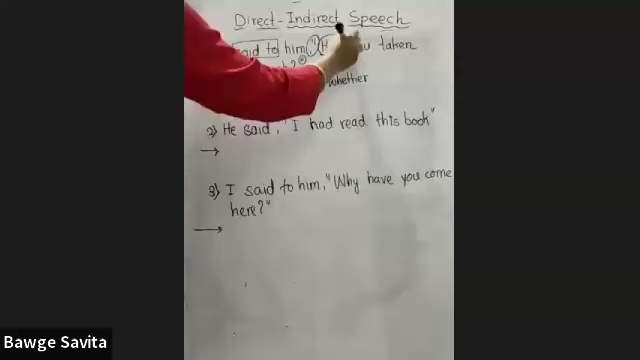 Direct-Indirect Speech
said to him, " taken
whether
2) He said, "I had read this book"
→
3) I said to him, "Why have you come
here?"
→
Bawge Savita